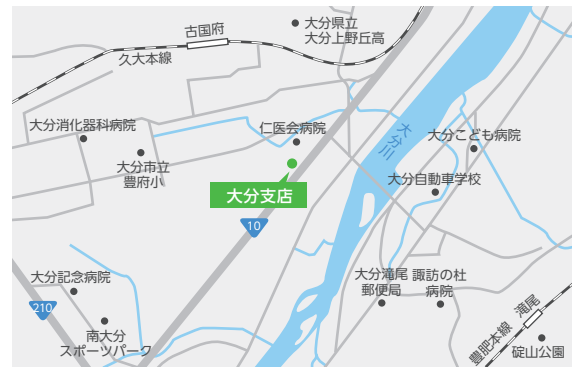 古国府
久大本線
大分県立
大分上野丘高
大分消化器科病院
仁医会病院
大分川
大分こども病院
大分市立
豊府小
大分支店
大分自動車学校
10
大分記念病院
大分滝尾
郵便局
諏訪の杜
病院
210
南大分
スポーツパーク
滝尾
豊肥本線
碇山公園